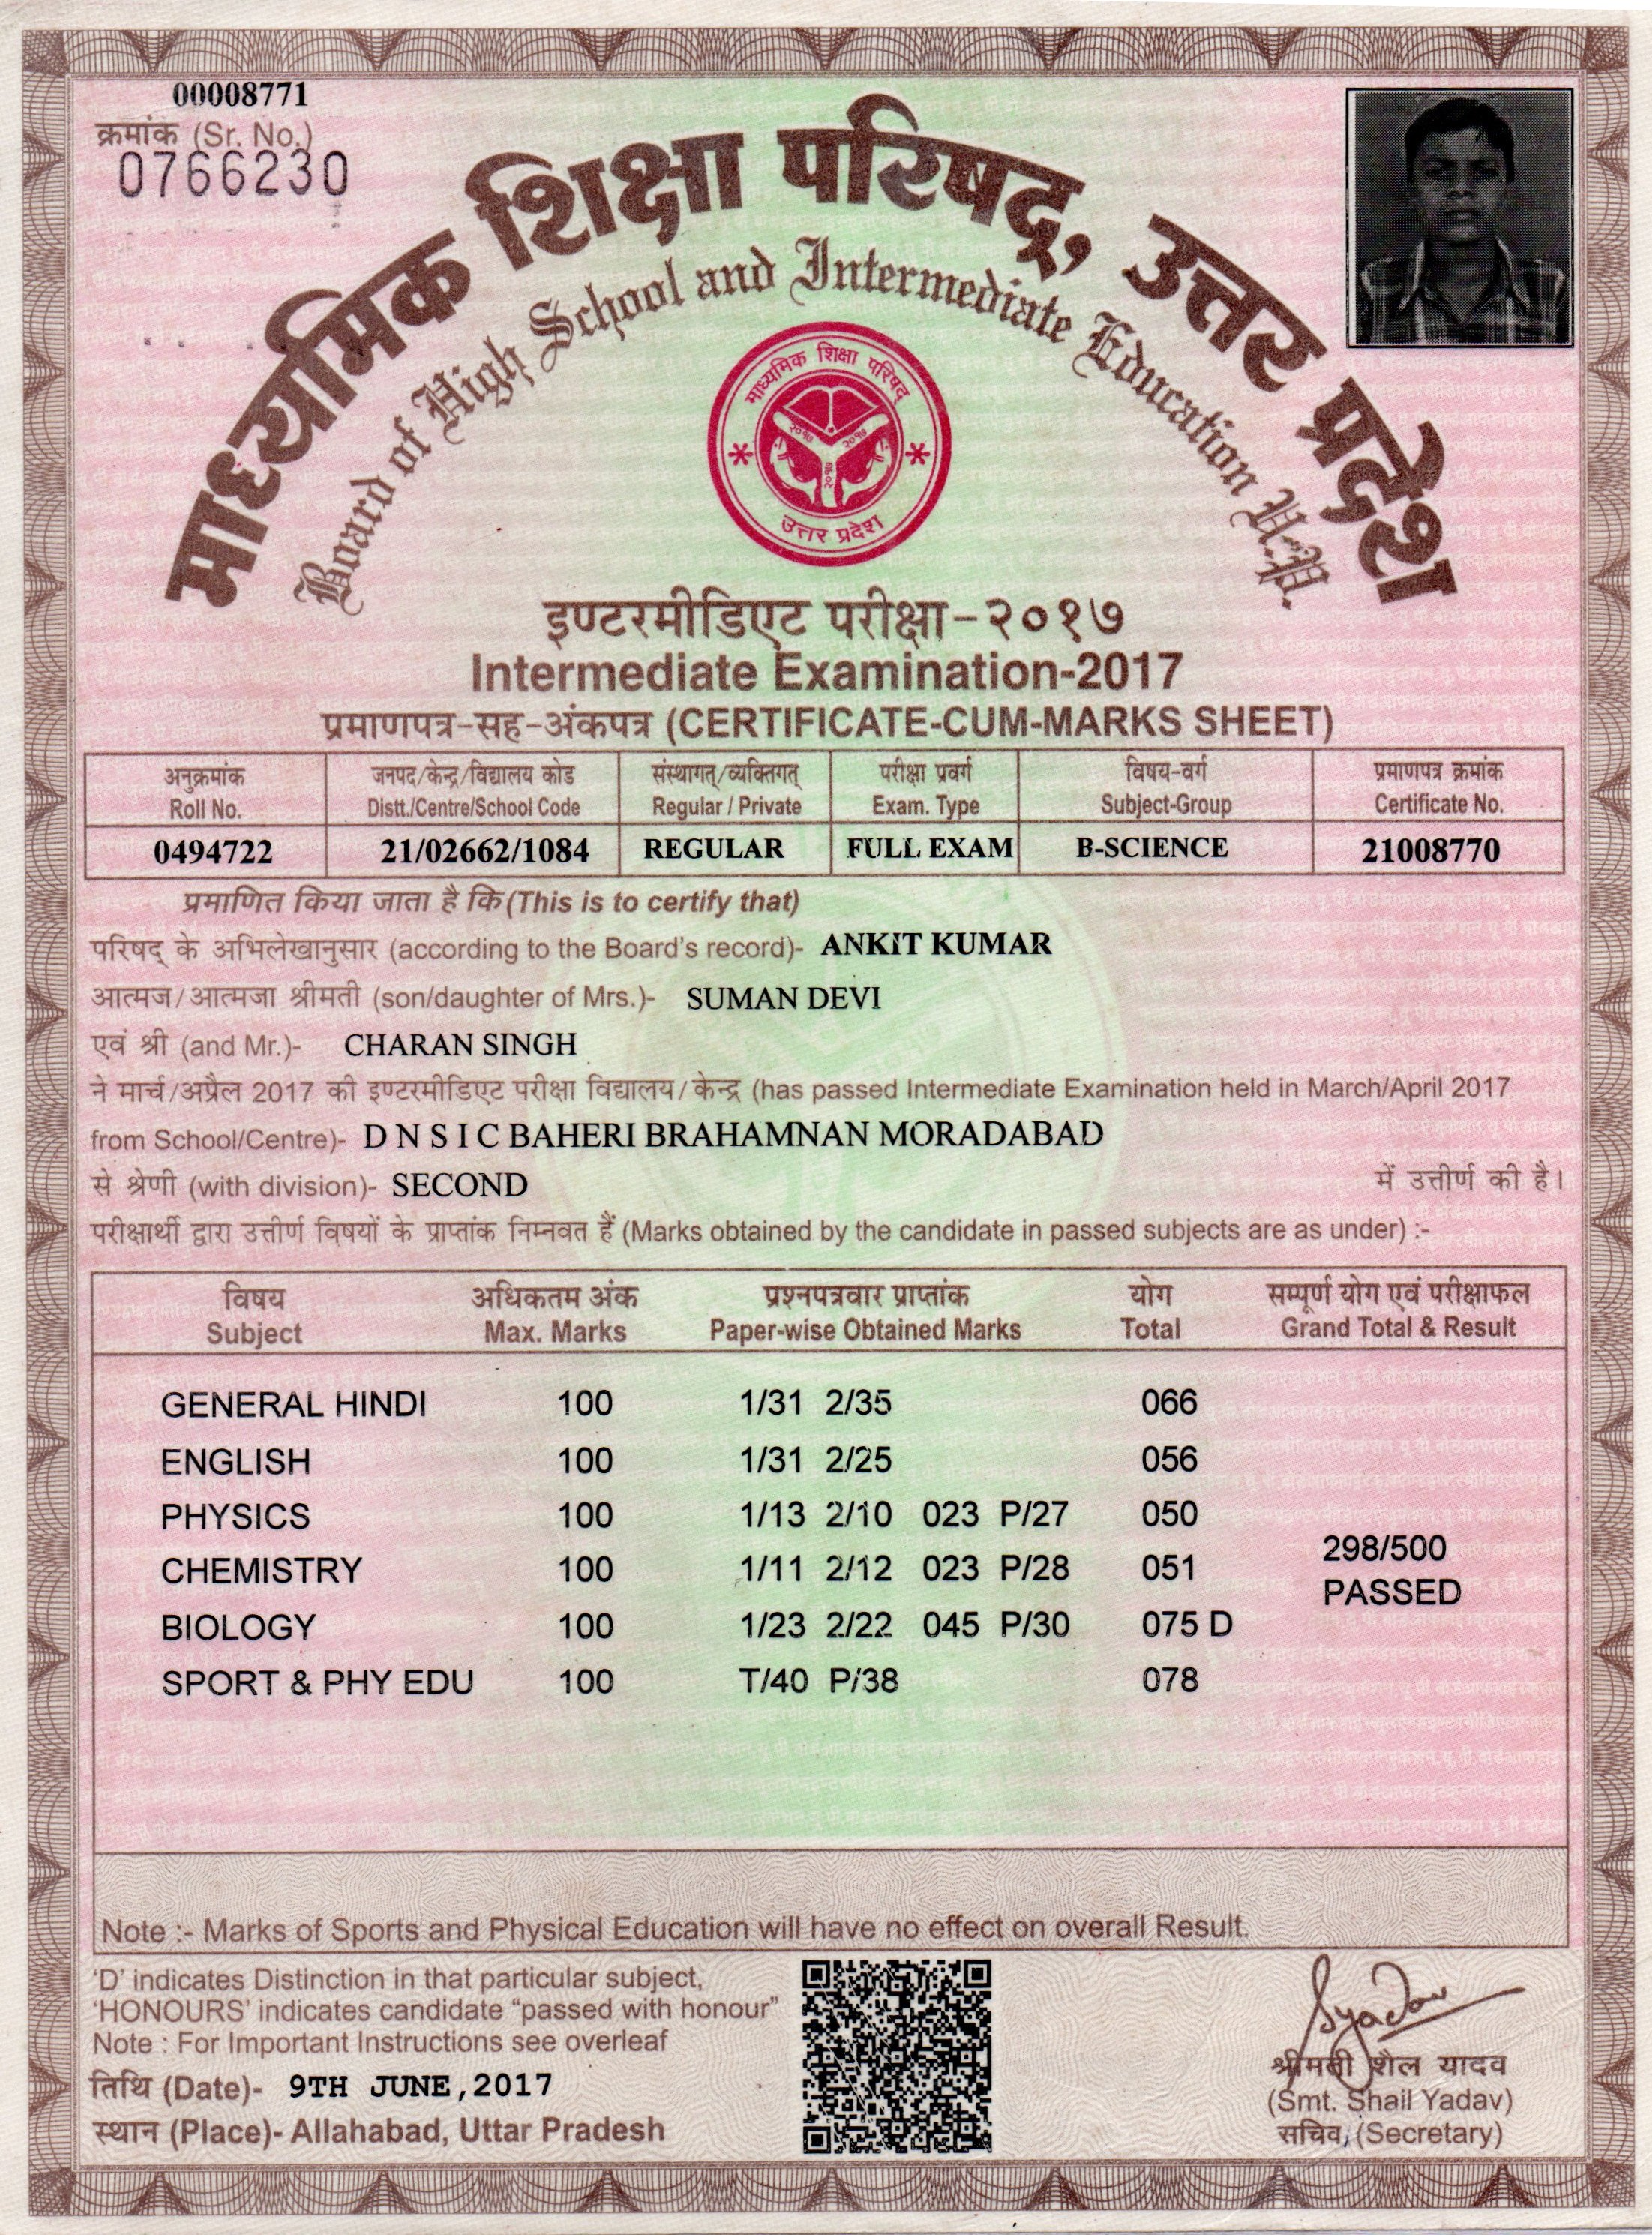 00008771
क्रमांक (Sr. No.)
0766230
माध्यमिक शिक्षा परिषद्, उत्तर प्रदेश
Board of High School and Intermediate Education U.P.
माध्यमिक शिक्षा परिषद
२०१७ २०१७
२०१७
उत्तर प्रदेश
इण्टरमीडिएट परीक्षा-२०१७
Intermediate Examination-2017
प्रमाणपत्र-सह-अंकपत्र (CERTIFICATE-CUM-MARKS SHEET)
अनुक्रमांक जनपद/केन्द्र/विद्यालय कोड संस्थागत्/व्यक्तिगत् परीक्षा प्रवर्ग विषय-वर्ग प्रमाणपत्र क्रमांक
Roll No. Distt./Centre/School Code Regular / Private Exam. Type Subject-Group Certificate No.
0494722 21/02662/1084 REGULAR FULL EXAM B-SCIENCE 21008770
प्रमाणित किया जाता है कि (This is to certify that)
परिषद् के अभिलेखानुसार (according to the Board's record)- ANKIT KUMAR
आत्मज/आत्मजा श्रीमती (son/daughter of Mrs.)- SUMAN DEVI
एवं श्री (and Mr.)- CHARAN SINGH
ने मार्च/अप्रैल 2017 की इण्टरमीडिएट परीक्षा विद्यालय/केन्द्र (has passed Intermediate Examination held in March/April 2017
from School/Centre)- D N S I C BAHERI BRAHAMNAN MORADABAD
से श्रेणी (with division)- SECOND में उत्तीर्ण की है।
परीक्षार्थी द्वारा उत्तीर्ण विषयों के प्राप्तांक निम्नवत हैं (Marks obtained by the candidate in passed subjects are as under) :-
विषय अधिकतम अंक प्रश्नपत्रवार प्राप्तांक योग सम्पूर्ण योग एवं परीक्षाफल
Subject Max. Marks Paper-wise Obtained Marks Total Grand Total & Result
GENERAL HINDI 100 1/31 2/35 066
ENGLISH 100 1/31 2/25 056
PHYSICS 100 1/13 2/10 023 P/27 050
298/500
CHEMISTRY 100 1/11 2/12 023 P/28 051
PASSED
BIOLOGY 100 1/23 2/22 045 P/30 075 D
SPORT & PHY EDU 100 T/40 P/38 078
Note :- Marks of Sports and Physical Education will have no effect on overall Result.
'D' indicates Distinction in that particular subject,
'HONOURS' indicates candidate "passed with honour"
Note : For Important Instructions see overleaf
तिथि (Date)- 9TH JUNE,2017
स्थान (Place)- Allahabad, Uttar Pradesh
Syadav
श्रीमती शैल यादव
(Smt. Shail Yadav)
सचिव, (Secretary)